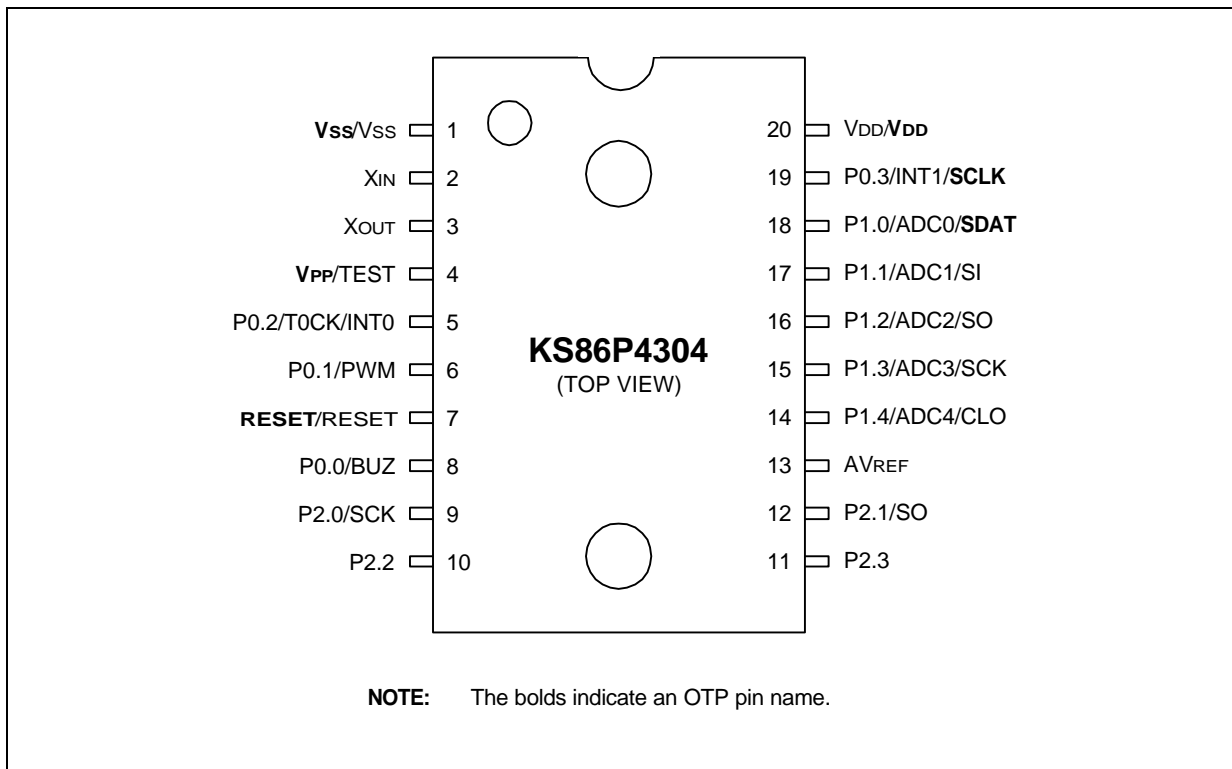 Vss/Vss 1 20 VDD/VDD
XIN 2 19 P0.3/INT1/SCLK
XOUT 3 18 P1.0/ADC0/SDAT
VPP/TEST 4 17 P1.1/ADC1/SI
P0.2/T0CK/INT0 5 16 P1.2/ADC2/SO
KS86P4304
P0.1/PWM 6 15 P1.3/ADC3/SCK
(TOP VIEW)
RESET/RESET 7 14 P1.4/ADC4/CLO
P0.0/BUZ 8 13 AVREF
P2.0/SCK 9 12 P2.1/SO
P2.2 10 11 P2.3
NOTE: The bolds indicate an OTP pin name.